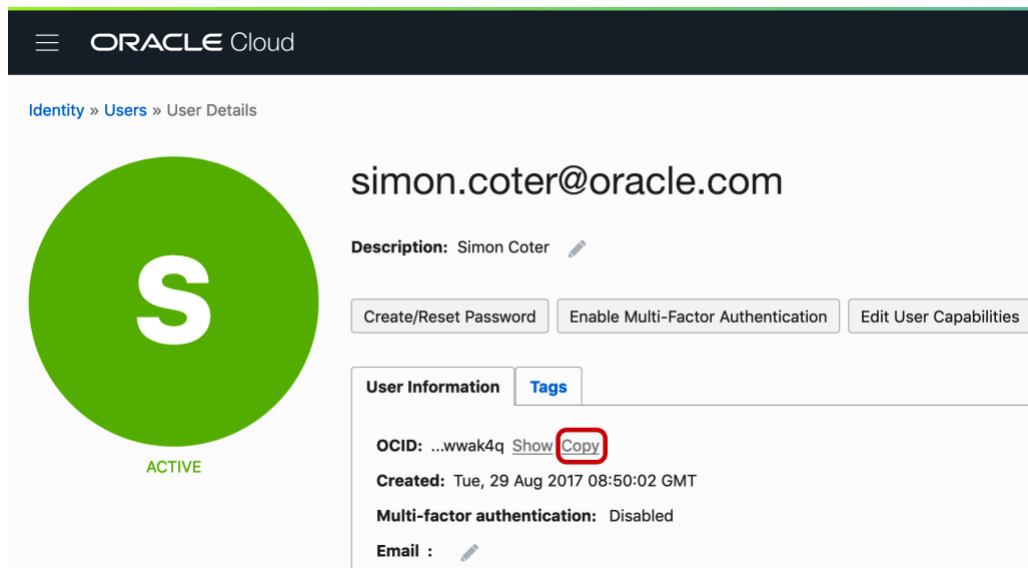 ORACLE Cloud
Identity » Users » User Details
S
ACTIVE
simon.coter@oracle.com
Description: Simon Coter
Create/Reset Password Enable Multi-Factor Authentication Edit User Capabilities
User Information Tags
OCID: ...wwak4q Show Copy
Created: Tue, 29 Aug 2017 08:50:02 GMT
Multi-factor authentication: Disabled
Email :